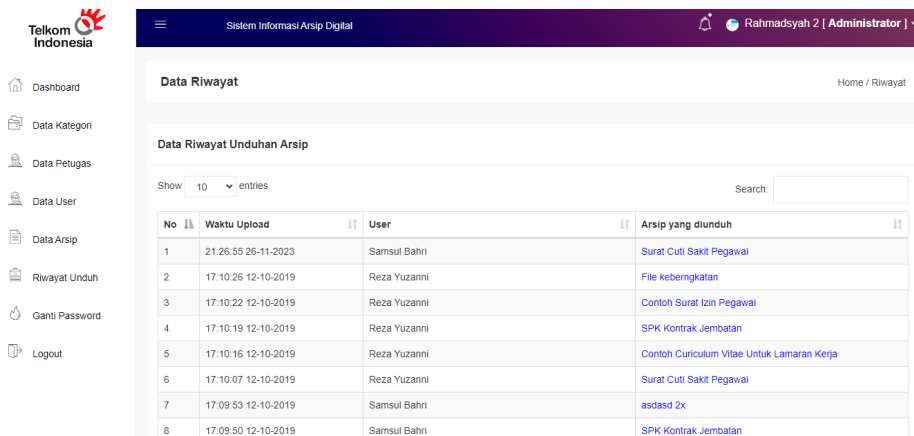 Telkom
Indonesia
Sistem Informasi Arsip Digital
Rahmadsyah 2 [ Administrator ]
Dashboard
Data Kategori
Data Petugas
Data User
Data Arsip
Riwayat Unduh
Ganti Password
Logout
Data Riwayat
Home / Riwayat
Data Riwayat Unduhan Arsip
Show 10 entries
Search:
No Waktu Upload User Arsip yang diunduh
1 21:26:55 26-11-2023 Samsul Bahri Surat Cuti Sakit Pegawai
2 17:10:26 12-10-2019 Reza Yuzanni File keberngkatan
3 17:10:22 12-10-2019 Reza Yuzanni Contoh Surat Izin Pegawai
4 17:10:19 12-10-2019 Reza Yuzanni SPK Kontrak Jembatan
5 17:10:16 12-10-2019 Reza Yuzanni Contoh Curiculum Vitae Untuk Lamaran Kerja
6 17:10:07 12-10-2019 Reza Yuzanni Surat Cuti Sakit Pegawai
7 17:09:53 12-10-2019 Samsul Bahri asdasd 2x
8 17:09:50 12-10-2019 Samsul Bahri SPK Kontrak Jembatan